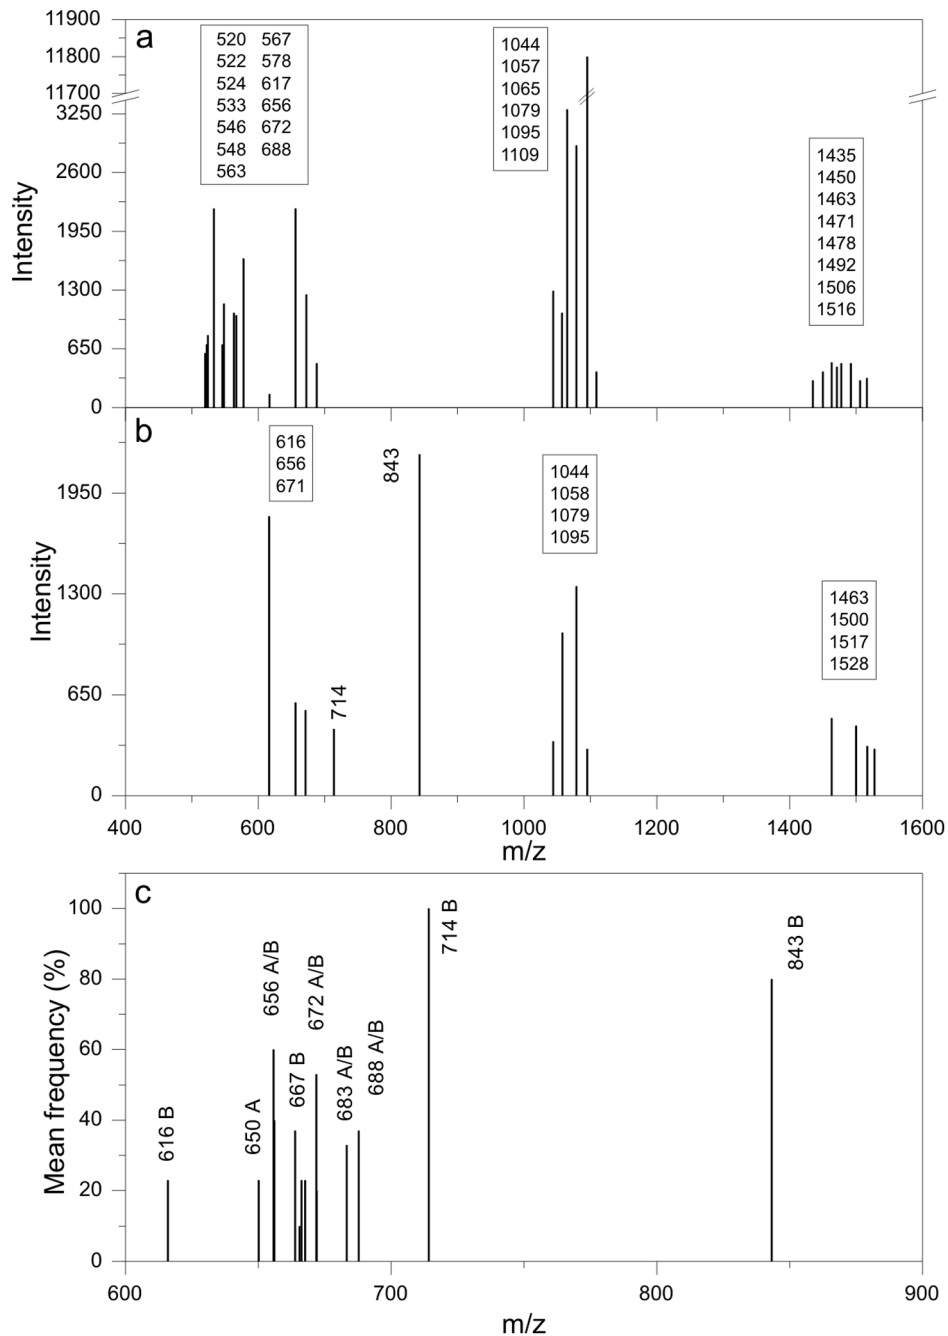 a
11900
11800
11700
3250
2600
1950
1300
650
0
Intensity
520 567
522 578
524 617
533 656
546 672
548 688
563
1044
1057
1065
1079
1095
1109
1435
1450
1463
1471
1478
1492
1506
1516
b
1950
1300
650
0
Intensity
616
656
671
714
843
1044
1058
1079
1095
1463
1500
1517
1528
400 600 800 1000 1200 1400 1600
m/z
c
100
80
60
40
20
0
Mean frequency (%)
616 B
650 A
656 A/B
667 B
672 A/B
683 A/B
688 A/B
714 B
843 B
600 700 800 900
m/z